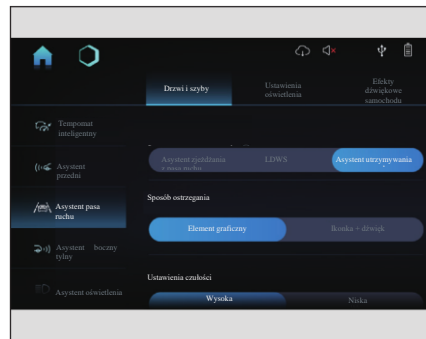 Drzwi i szyby
Ustawienia
oświetlenia
Efekty
dźwiękowe
samochodu
Tempomat
inteligentny
Asystent
przedni
Asystent pasa
ruchu
Asystent boczny
tylny
Asystent oświetlenia
Asystent zjeżdżania
z pasa ruchu
LDWS
Asystent utrzymywania
Sposób ostrzegania
Element graficzny
Ikonka + dźwięk
Ustawienia czułości
Wysoka
Niska